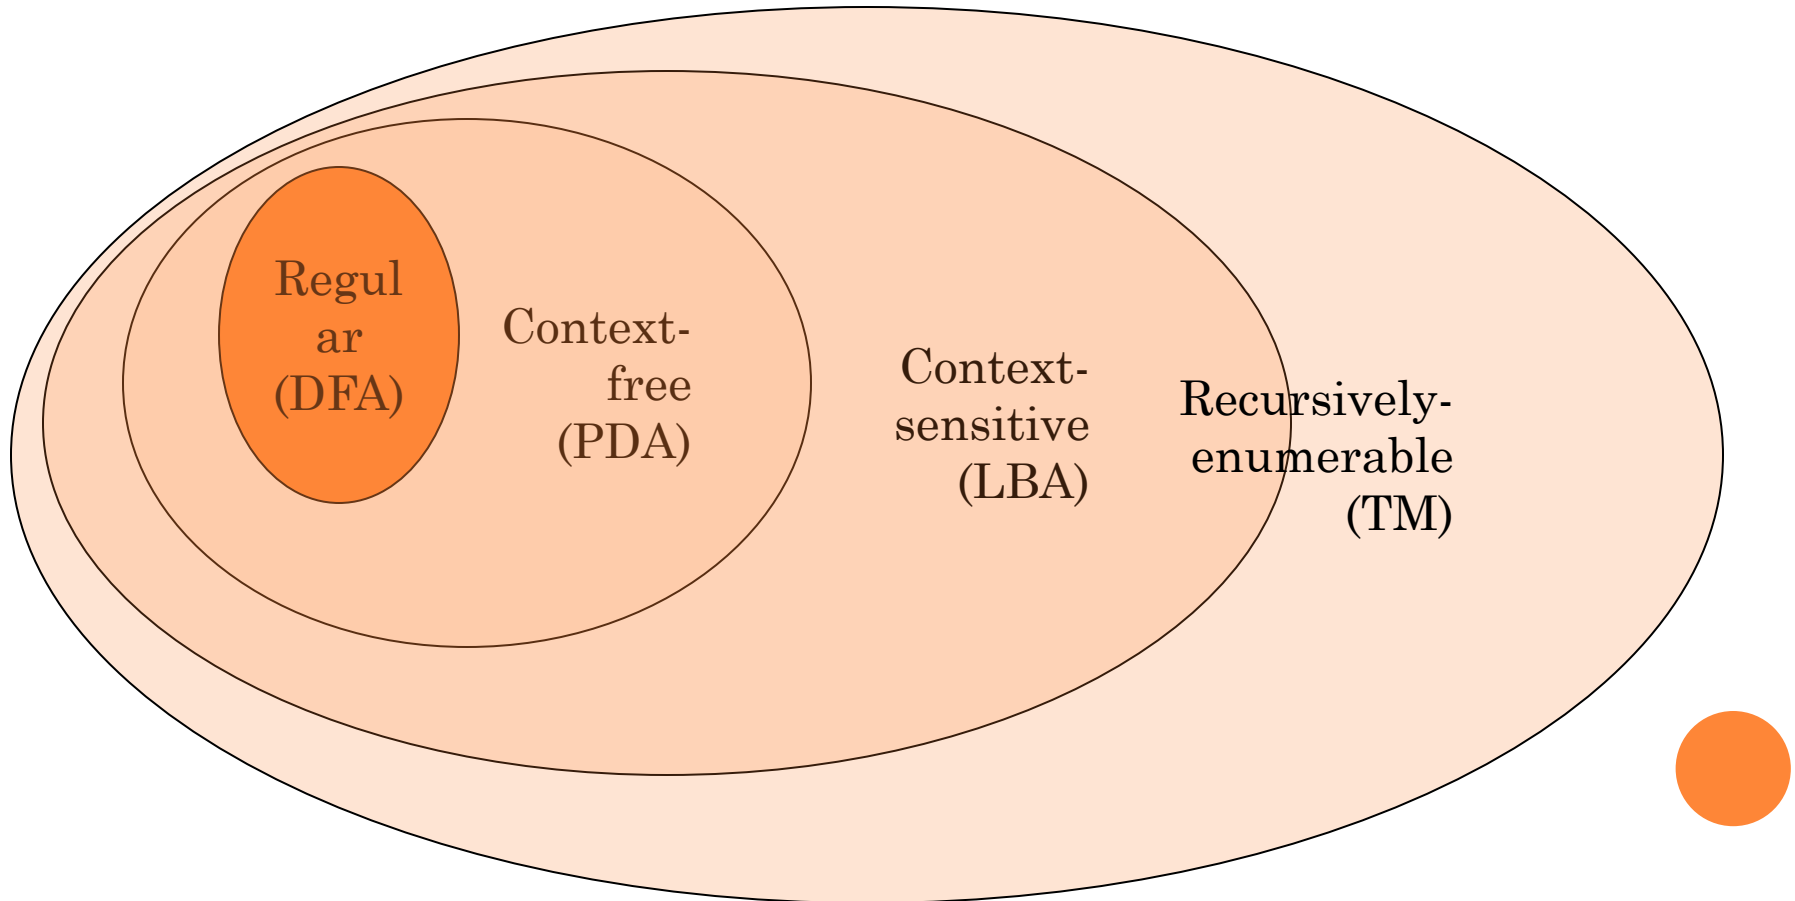 Regul
ar
(DFA)
Context-
free
(PDA)
Context-
sensitive
(LBA)
Recursively-
enumerable
(TM)